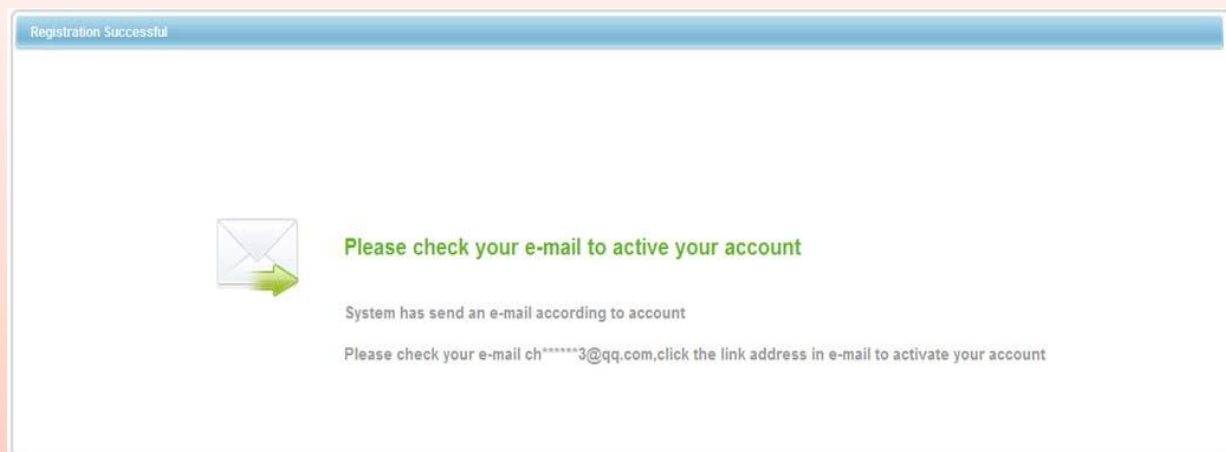 Registration Successful
Please check your e-mail to active your account
System has send an e-mail according to account
Please check your e-mail ch******3@qq.com,click the link address in e-mail to activate your account